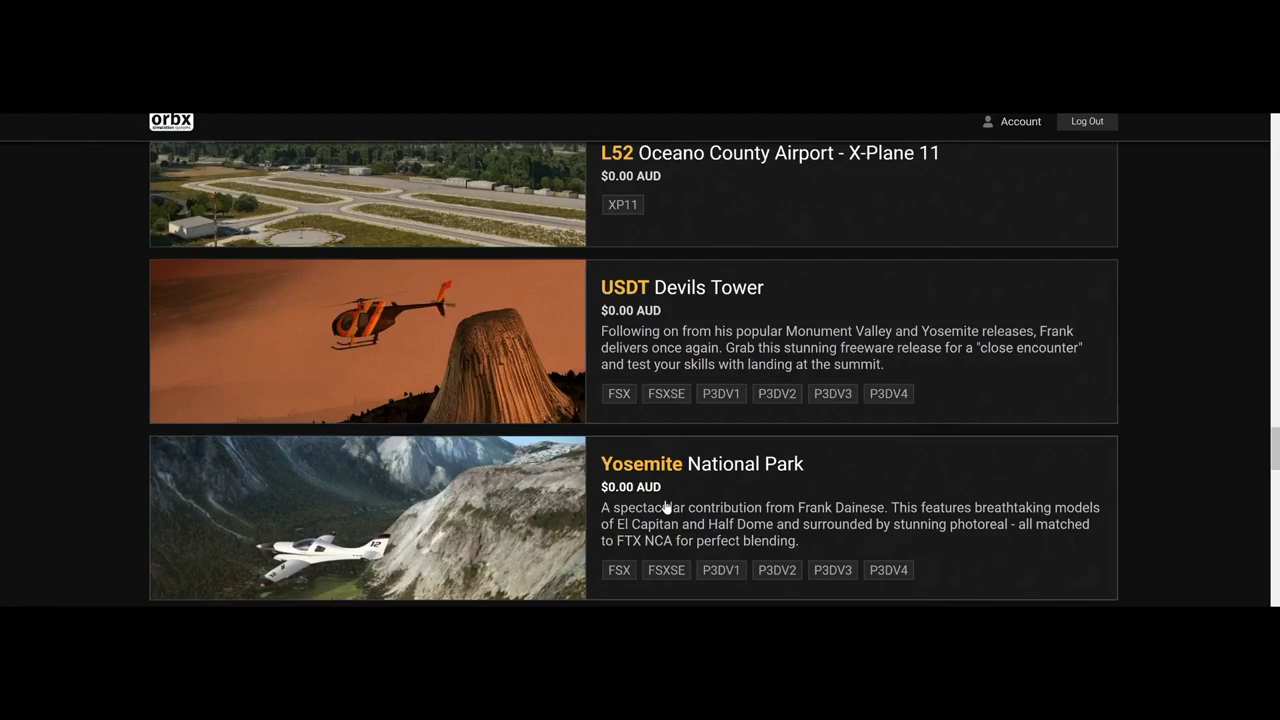 orbx
simulation systems
Account
Log Out
L52 Oceano County Airport - X-Plane 11
$0.00 AUD
XP11
USDT Devils Tower
$0.00 AUD
Following on from his popular Monument Valley and Yosemite releases, Frank
delivers once again. Grab this stunning freeware release for a "close encounter"
and test your skills with landing at the summit.
FSX FSXSE P3DV1 P3DV2 P3DV3 P3DV4
Yosemite National Park
$0.00 AUD
A spectacular contribution from Frank Dainese. This features breathtaking models
of El Capitan and Half Dome and surrounded by stunning photoreal - all matched
to FTX NCA for perfect blending.
FSX FSXSE P3DV1 P3DV2 P3DV3 P3DV4
12